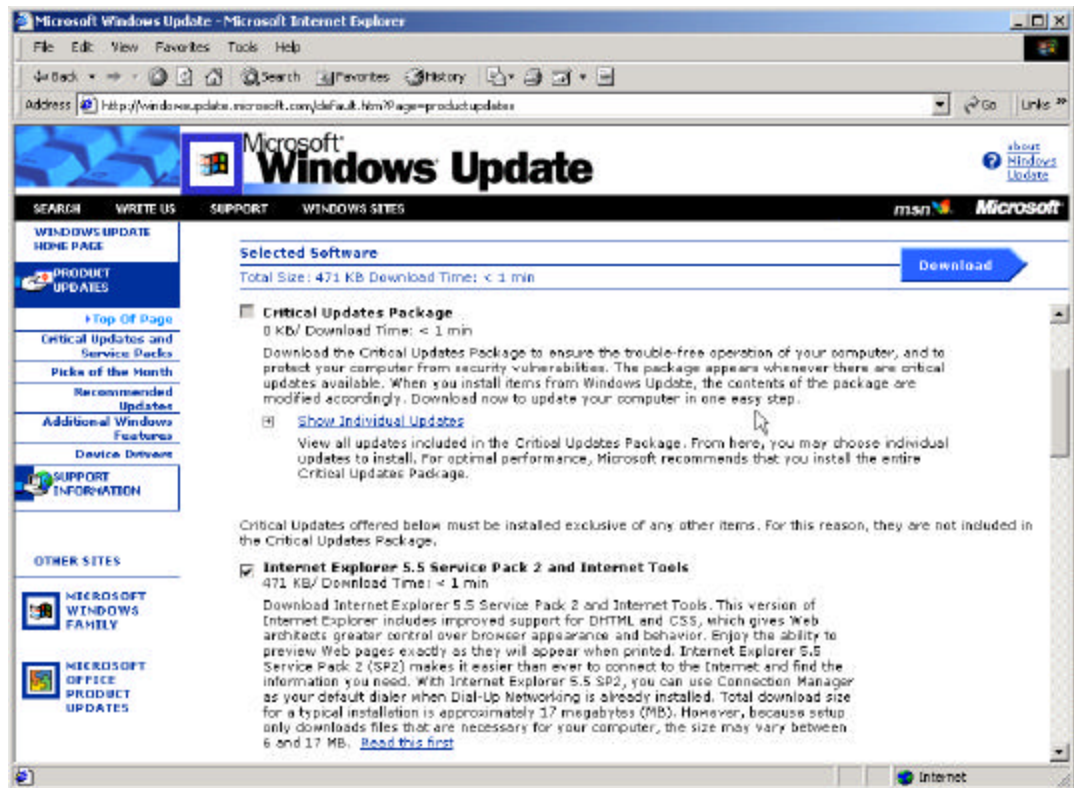 Microsoft Windows Update - Microsoft Internet Explorer
File Edit View Favorites Tools Help
Back Search Favorites History
Address http://windowsupdate.microsoft.com/default.htm?Page=productupdates Go Links »
Microsoft
Windows Update
about
Windows
Update
SEARCH WRITE US SUPPORT WINDOWS SITES msn Microsoft
WINDOWS UPDATE
HOME PAGE
PRODUCT
UPDATES
Top Of Page
Critical Updates and
Service Packs
Picks of the Month
Recommended
Updates
Additional Windows
Features
Device Drivers
SUPPORT
INFORMATION
OTHER SITES
MICROSOFT
WINDOWS
FAMILY
MICROSOFT
OFFICE
PRODUCT
UPDATES
Selected Software
Total Size: 471 KB Download Time: < 1 min
Download
Critical Updates Package
0 KB/ Download Time: < 1 min
Download the Critical Updates Package to ensure the trouble-free operation of your computer, and to
protect your computer from security vulnerabilities. The package appears whenever there are critical
updates available. When you install items from Windows Update, the contents of the package are
modified accordingly. Download now to update your computer in one easy step.
Show Individual Updates
View all updates included in the Critical Updates Package. From here, you may choose individual
updates to install. For optimal performance, Microsoft recommends that you install the entire
Critical Updates Package.
Critical Updates offered below must be installed exclusive of any other items. For this reason, they are not included in
the Critical Updates Package.
Internet Explorer 5.5 Service Pack 2 and Internet Tools
471 KB/ Download Time: < 1 min
Download Internet Explorer 5.5 Service Pack 2 and Internet Tools. This version of
Internet Explorer includes improved support for DHTML and CSS, which gives Web
architects greater control over browser appearance and behavior. Enjoy the ability to
preview Web pages exactly as they will appear when printed. Internet Explorer 5.5
Service Pack 2 (SP2) makes it easier than ever to connect to the Internet and find the
information you need. With Internet Explorer 5.5 SP2, you can use Connection Manager
as your default dialer when Dial-Up Networking is already installed. Total download size
for a typical installation is approximately 17 megabytes (MB). However, because setup
only downloads files that are necessary for your computer, the size may vary between
6 and 17 MB. Read this first
Internet